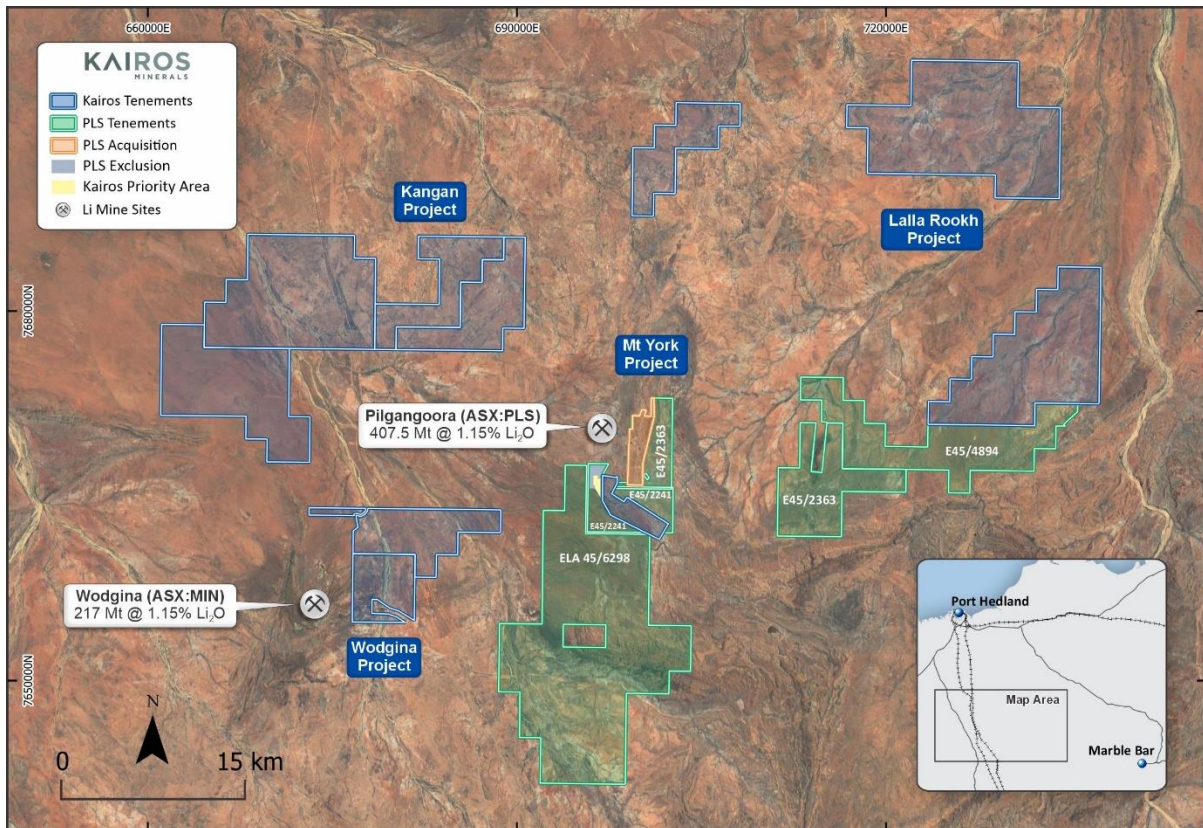 660000E
690000E
720000E
KAIROS
MINERALS
Kairos Tenements
PLS Tenements
PLS Acquisition
PLS Exclusion
Kairos Priority Area
Li Mine Sites
Kangan
Project
Lalla Rookh
Project
7680000N
Mt York
Project
Pilgangoora (ASX:PLS)
407.5 Mt @ 1.15% Li₂O
E45/2363
E45/4894
E45/2363
E45/2241
E45/2241
ELA 45/6298
Wodgina (ASX:MIN)
217 Mt @ 1.15% Li₂O
Wodgina
Project
7650000N
N
0 15 km
Port Hedland
Map Area
Marble Bar